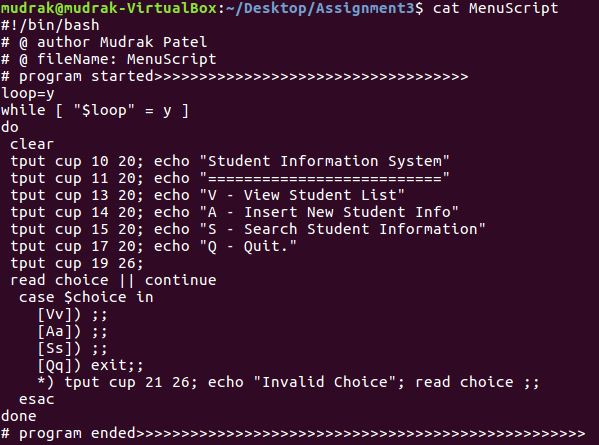 mudrak@mudrak-VirtualBox:~/Desktop/Assignment3$ cat MenuScript
#!/bin/bash
# @ author Mudrak Patel
# @ fileName: MenuScript
# program started>>>>>>>>>>>>>>>>>>>>>>>>>>>>>>>>>>>
loop=y
while [ "$loop" = y ]
do
 clear
 tput cup 10 20; echo "Student Information System"
 tput cup 11 20; echo "=========================="
 tput cup 13 20; echo "V - View Student List"
 tput cup 14 20; echo "A - Insert New Student Info"
 tput cup 15 20; echo "S - Search Student Information"
 tput cup 17 20; echo "Q - Quit."
 tput cup 19 26;
 read choice || continue
  case $choice in
    [Vv]) ;;
    [Aa]) ;;
    [Ss]) ;;
    [Qq]) exit;;
    *) tput cup 21 26; echo "Invalid Choice"; read choice ;;
  esac
done
# program ended>>>>>>>>>>>>>>>>>>>>>>>>>>>>>>>>>>>>>>>>>>>>>>>>>>